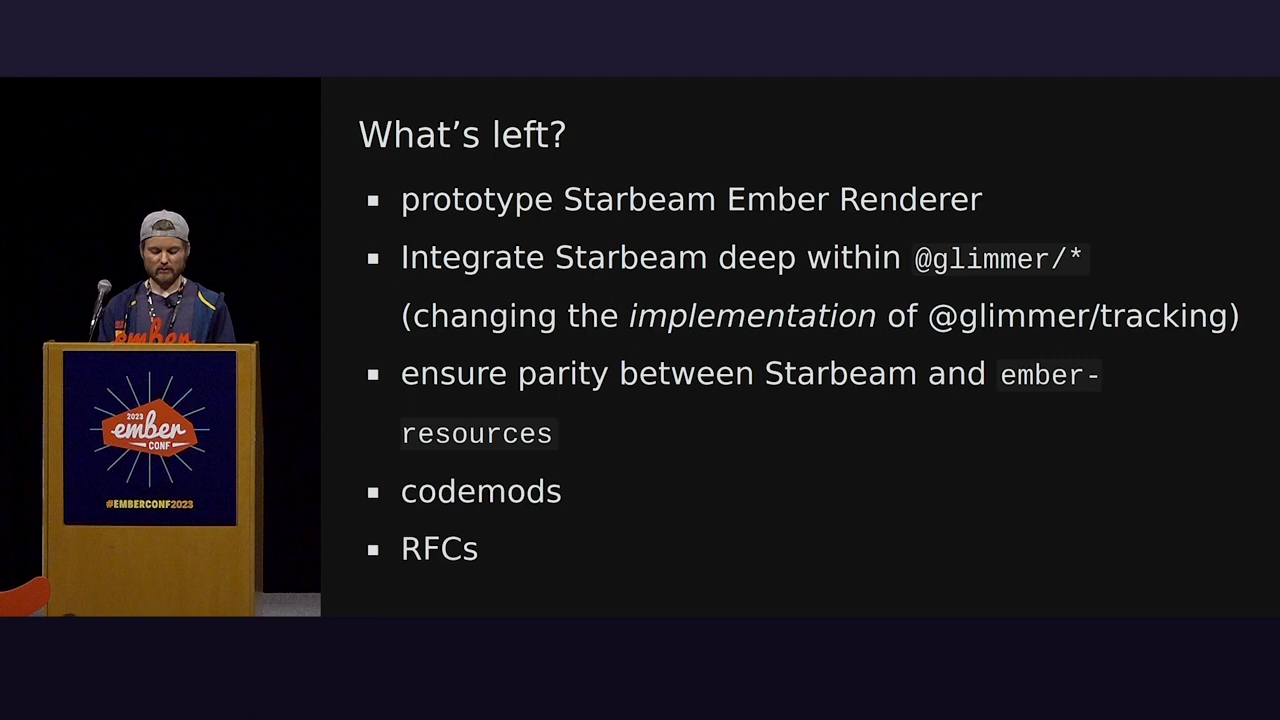 What's left?
▪ prototype Starbeam Ember Renderer
▪ Integrate Starbeam deep within @glimmer/*
(changing the implementation of @glimmer/tracking)
▪ ensure parity between Starbeam and ember-
resources
▪ codemods
▪ RFCs
ember
2023
ember
CONF
#EMBERCONF2023